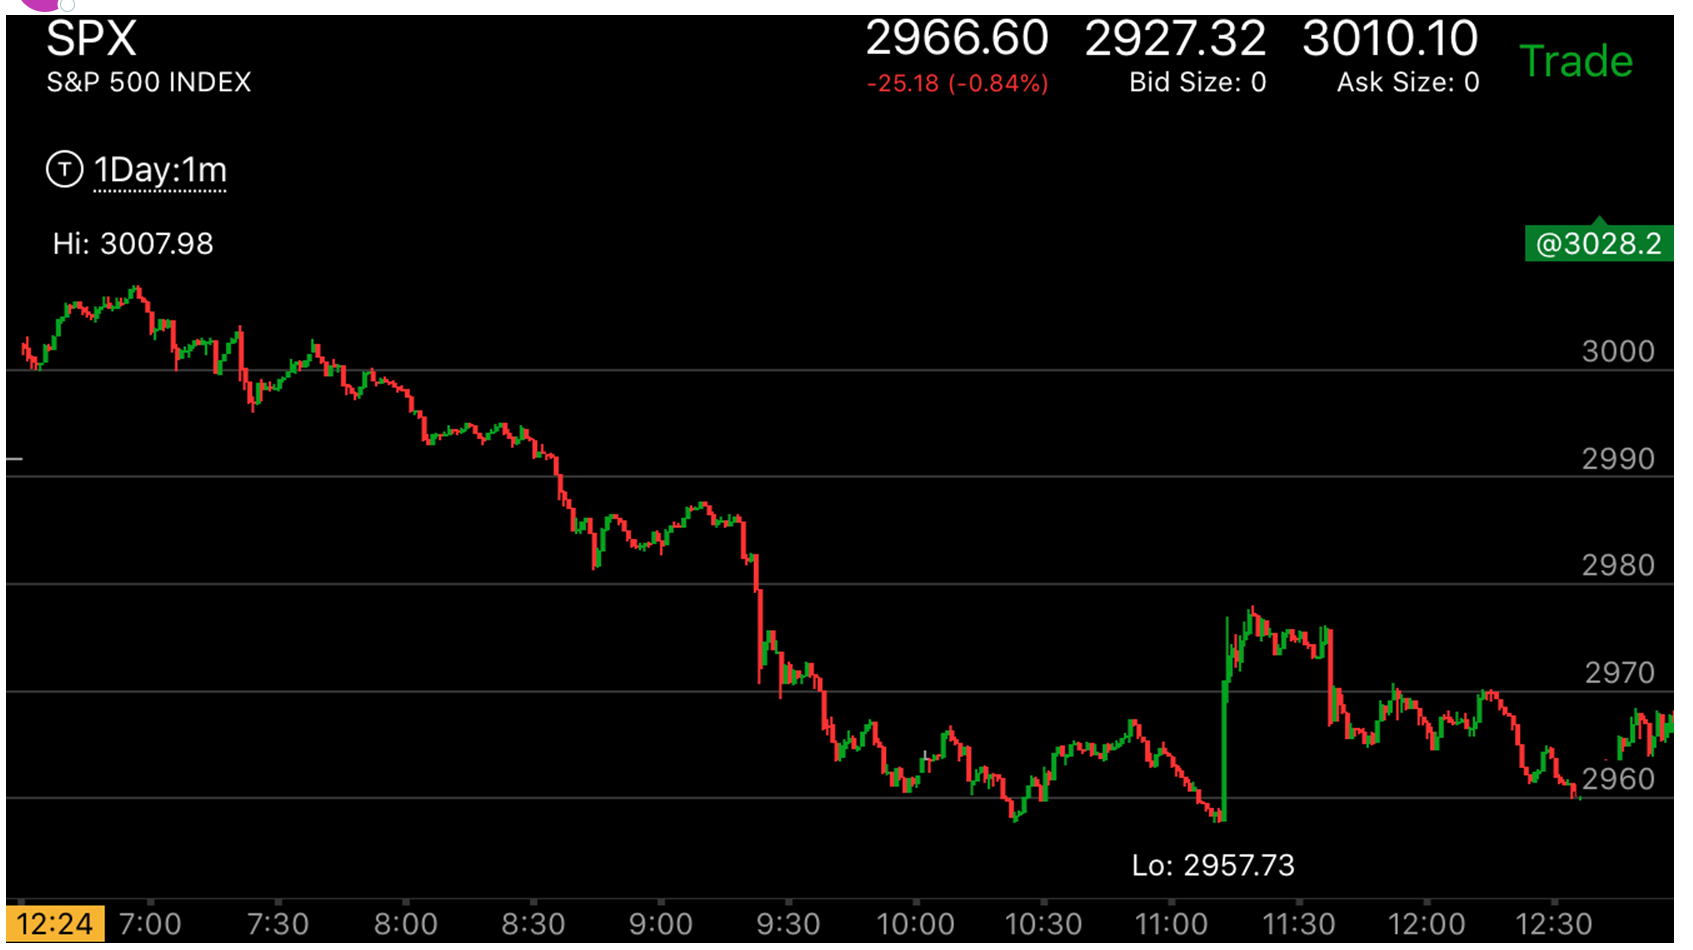 SPX 2966.60 2927.32 3010.10 Trade
S&P 500 INDEX -25.18 (-0.84%) Bid Size: 0 Ask Size: 0
T 1Day:1m
Hi: 3007.98 @3028.2
3000
2990
2980
2970
2960
Lo: 2957.73
12:24 7:00 7:30 8:00 8:30 9:00 9:30 10:00 10:30 11:00 11:30 12:00 12:30